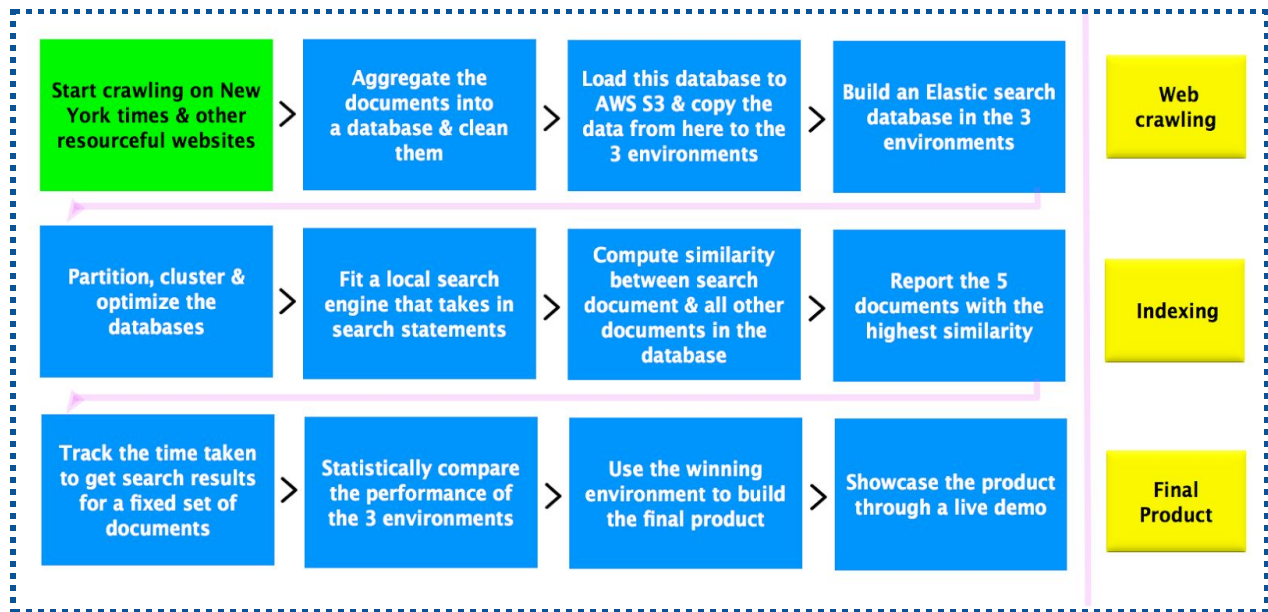 Start crawling on New
York times & other
resourceful websites
Aggregate the
documents into
a database & clean
them
Load this database to
AWS S3 & copy the
data from here to the
3 environments
Build an Elastic search
database in the 3
environments
Web
crawling
Partition, cluster &
optimize the
databases
Fit a local search
engine that takes in
search statements
Compute similarity
between search
document & all other
documents in the
database
Report the 5
documents with the
highest similarity
Indexing
Track the time taken
to get search results
for a fixed set of
documents
Statistically compare
the performance of
the 3 environments
Use the winning
environment to build
the final product
Showcase the product
through a live demo
Final
Product